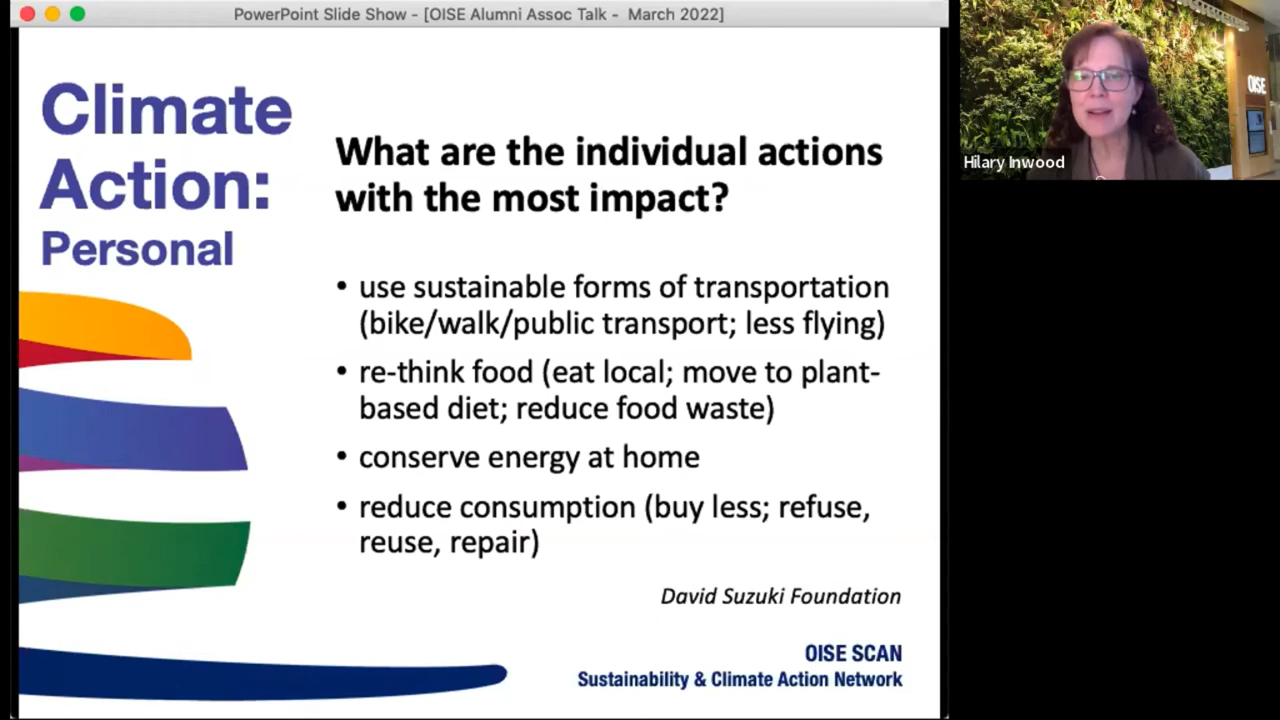 PowerPoint Slide Show - [OISE Alumni Assoc Talk - March 2022]
Climate
Action:
Personal
What are the individual actions
with the most impact?
• use sustainable forms of transportation
(bike/walk/public transport; less flying)
• re-think food (eat local; move to plant-
based diet; reduce food waste)
• conserve energy at home
• reduce consumption (buy less; refuse,
reuse, repair)
David Suzuki Foundation
OISE SCAN
Sustainability & Climate Action Network
OISE
Hilary Inwood